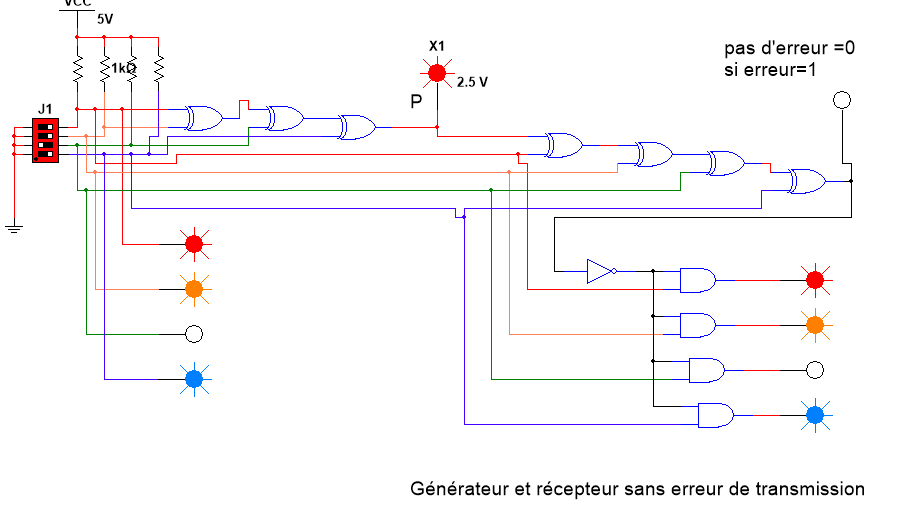 VCC
5V
1kΩ
J1
X1
2.5 V
P
pas d'erreur =0
si erreur=1
Générateur et récepteur sans erreur de transmission